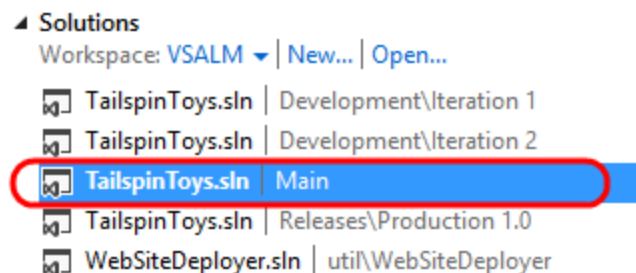 Solutions
Workspace: VSALM | New... | Open...
TailspinToys.sln | Development\Iteration 1
TailspinToys.sln | Development\Iteration 2
TailspinToys.sln | Main
TailspinToys.sln | Releases\Production 1.0
WebSiteDeployer.sln | util\WebSiteDeployer